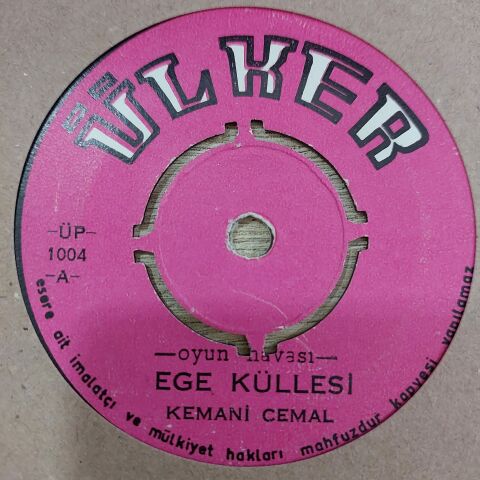 ÜLKER
-ÜP-
1004
-A-
—oyun havası—
EGE KÜLLESİ
KEMANİ CEMAL
esere ait imalatçı ve mülkiyet hakları mahfuzdur kopyesi yapılamaz